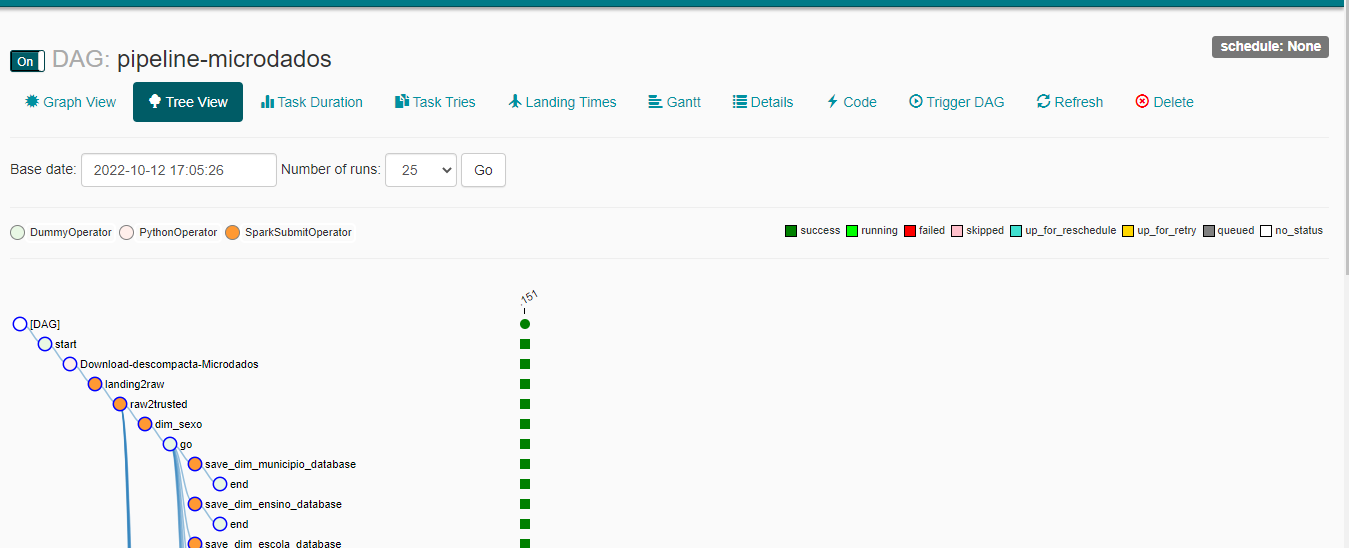 schedule: None
On DAG: pipeline-microdados
Graph View Tree View Task Duration Task Tries Landing Times Gantt Details Code Trigger DAG Refresh Delete
Base date: 2022-10-12 17:05:26 Number of runs: 25 Go
DummyOperator PythonOperator SparkSubmitOperator success running failed skipped up_for_reschedule up_for_retry queued no_status
.151
[DAG]
start
Download-descompacta-Microdados
landing2raw
raw2trusted
dim_sexo
go
save_dim_municipio_database
end
save_dim_ensino_database
end
save_dim_escola_database